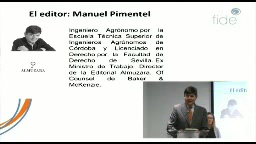 fide
El editor: Manuel Pimentel
Ingeniero Agrónomo por la
Escuela Técnica Superior de
Ingenieros Agrónomos de
Córdoba y Licenciado en
Derecho por la Facultad de
Derecho de Sevilla. Ex
Ministro de Trabajo. Director
de la Editorial Almuzara. Of
Counsel de Baker &
McKenzie.
ALMUZARA
El edit